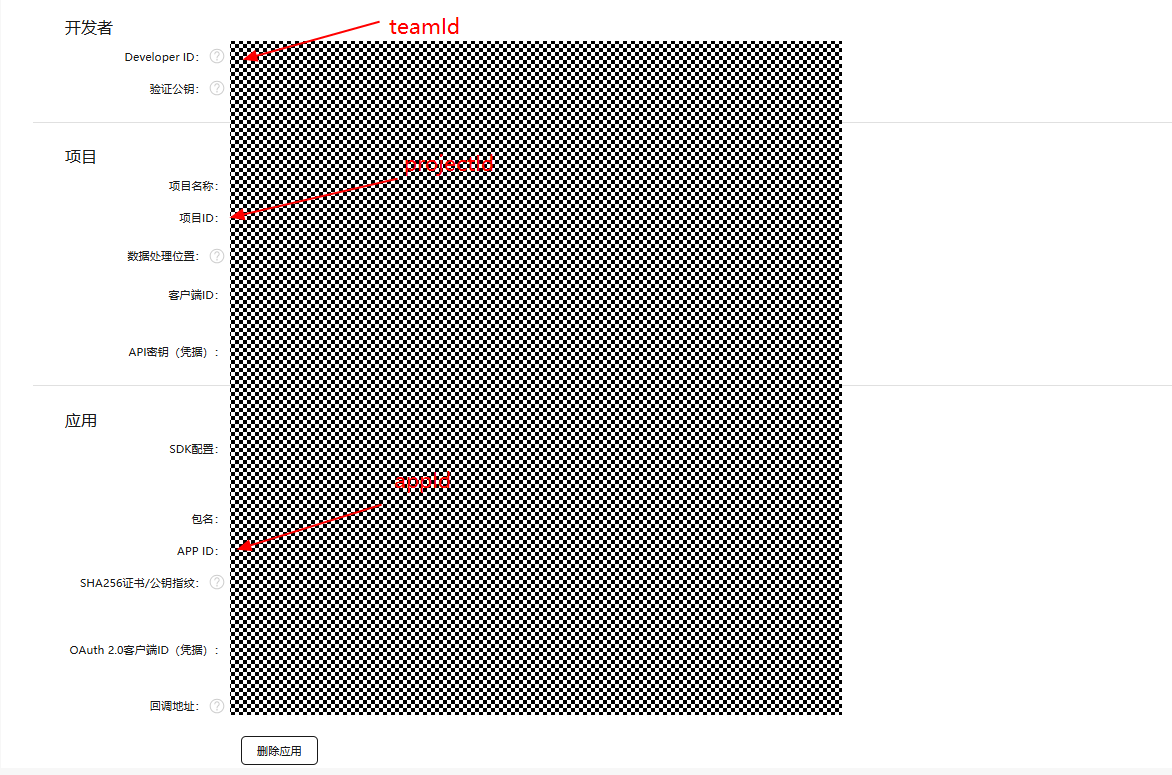 开发者
teamId
Developer ID：
验证公钥：
项目
projectId
项目名称：
项目ID：
数据处理位置：
客户端ID：
API密钥（凭据）：
应用
SDK配置：
appId
包名：
APP ID：
SHA256证书/公钥指纹：
OAuth 2.0客户端ID（凭据）：
回调地址：
删除应用